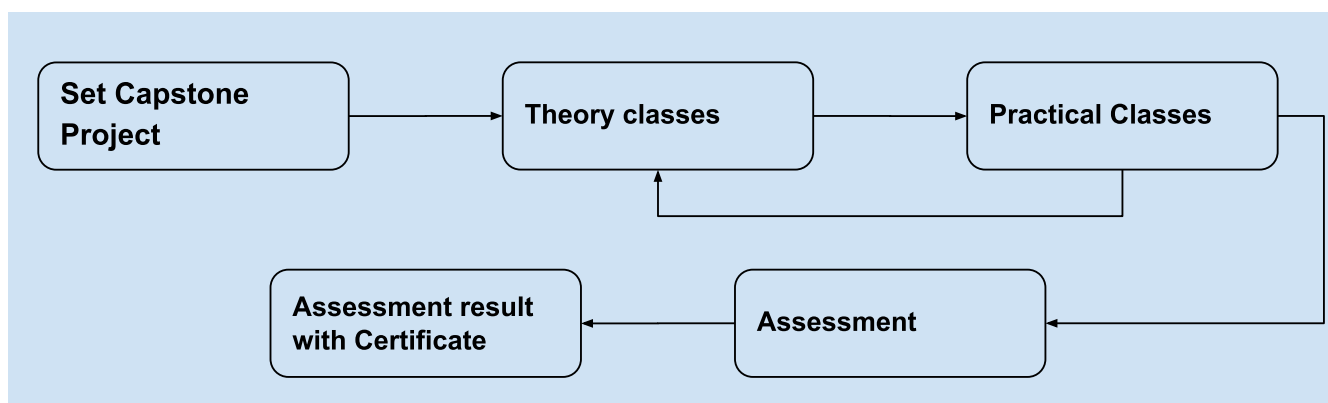 Set Capstone
Project
Theory classes
Practical Classes
Assessment result
with Certificate
Assessment